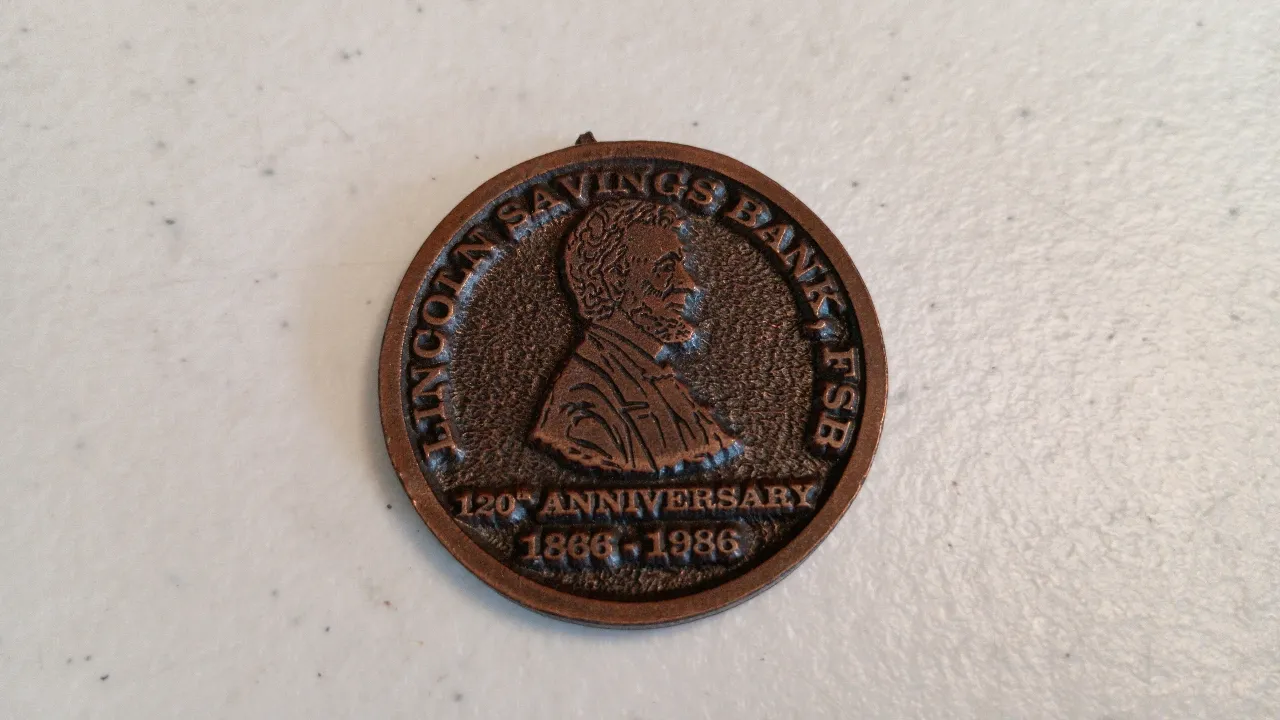 LINCOLN SAVINGS BANK, FSB
120th ANNIVERSARY
1866 - 1986